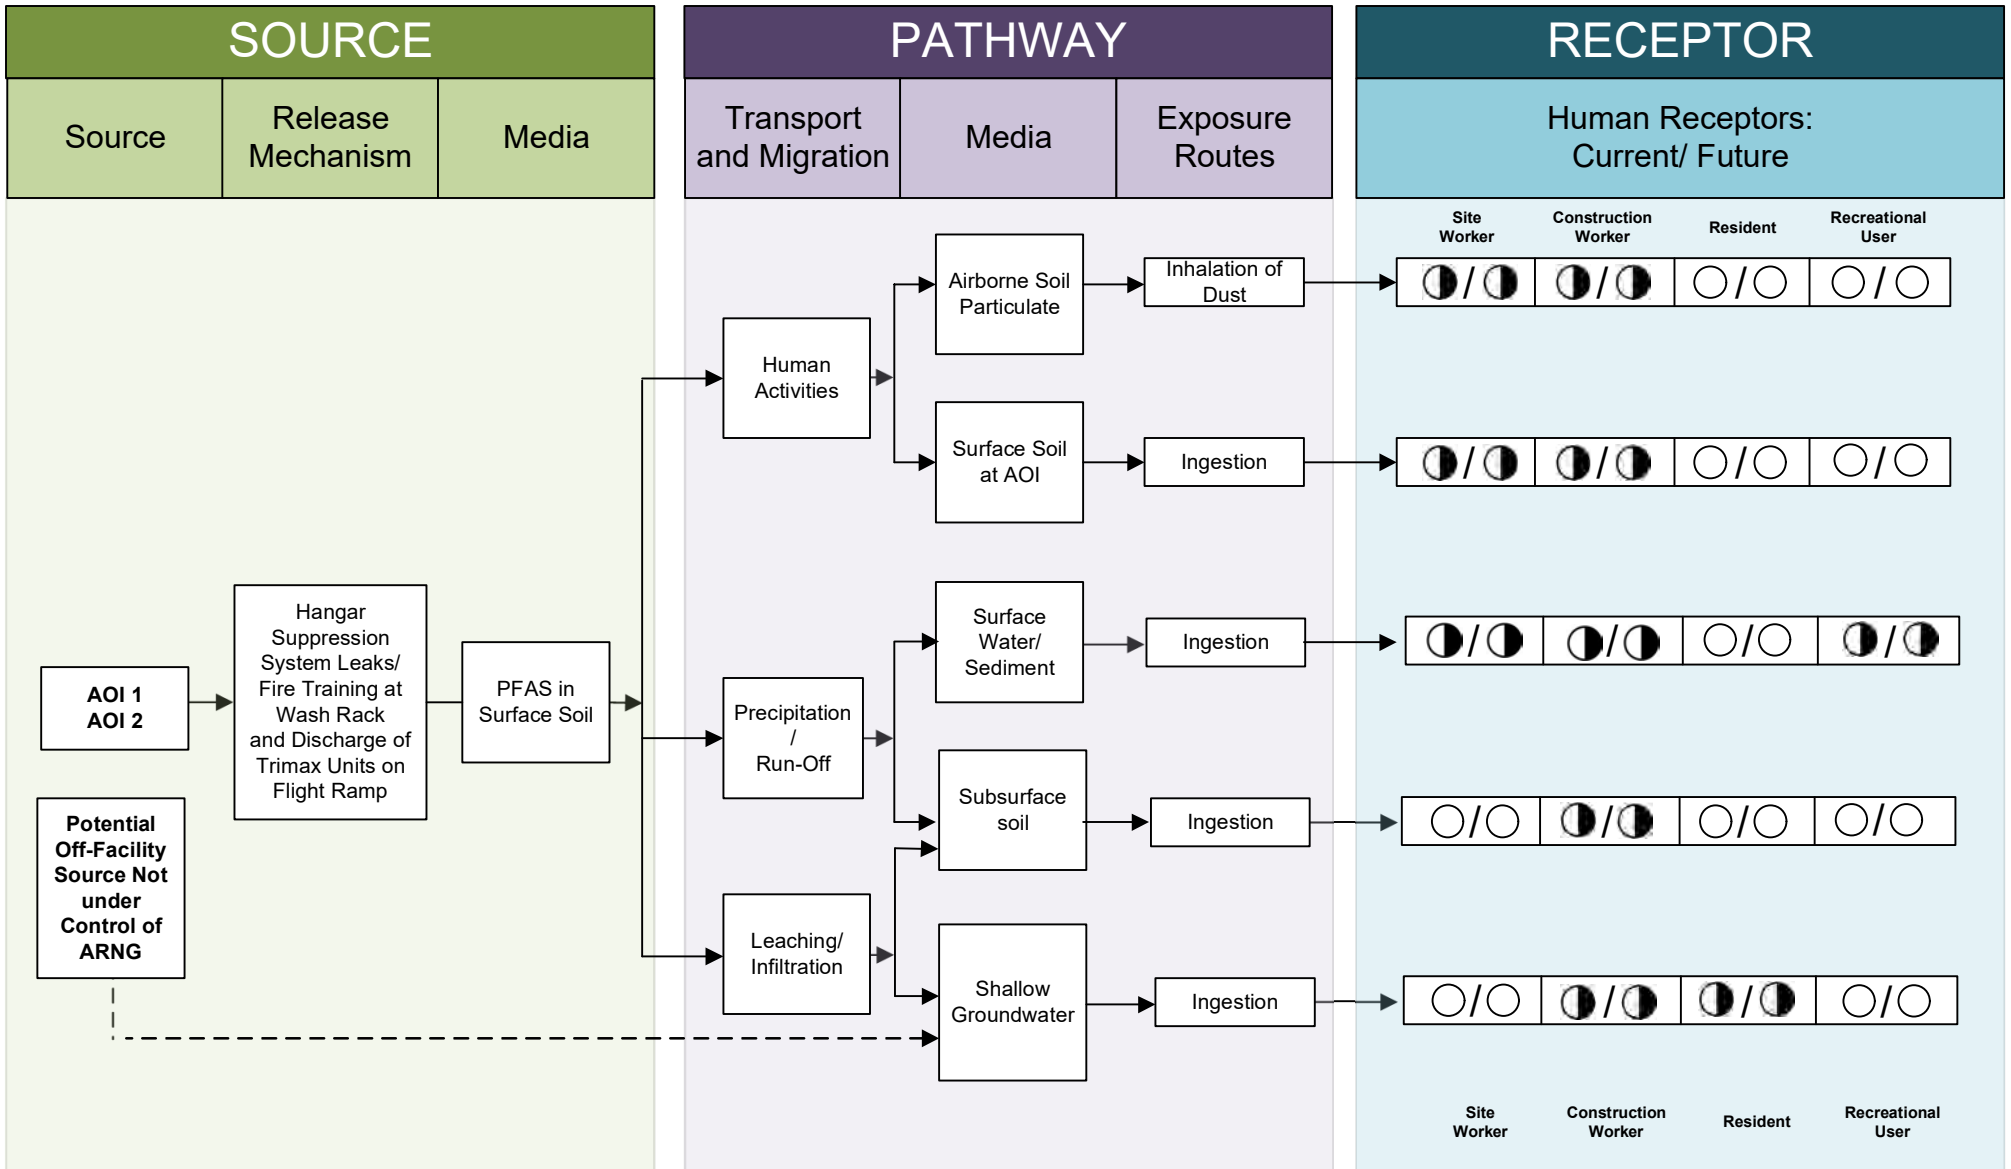 SOURCE
PATHWAY
RECEPTOR
Source
Release
Mechanism
Media
Transport
and Migration
Media
Exposure
Routes
Human Receptors:
Current/ Future
Site
Worker
Construction
Worker
Resident
Recreational
User
Airborne Soil
Particulate
Inhalation of
Dust
/
/
/
/
Human
Activities
Surface Soil
at AOI
Ingestion
/
/
/
/
AOI 1
AOI 2
Hangar
Suppression
System Leaks/
Fire Training at
Wash Rack
and Discharge of
Trimax Units on
Flight Ramp
PFAS in
Surface Soil
Surface
Water/
Sediment
Ingestion
/
/
/
/
Precipitation
/
Run-Off
Potential
Off-Facility
Source Not
under
Control of
ARNG
Subsurface
soil
Ingestion
/
/
/
/
Leaching/
Infiltration
Shallow
Groundwater
Ingestion
/
/
/
/
Site
Worker
Construction
Worker
Resident
Recreational
User